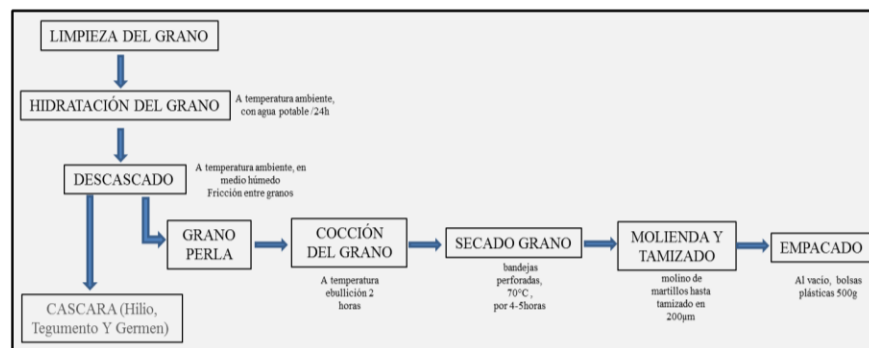 LIMPIEZA DEL GRANO
HIDRATACIÓN DEL GRANO
A temperatura ambiente,
con agua potable /24h
DESCASCADO
A temperatura ambiente, en
medio húmedo
Fricción entre granos
GRANO
PERLA
COCCIÓN
DEL GRANO
A temperatura
ebullición 2
horas
SECADO GRANO
bandejas
perforadas,
70°C ,
por 4-5horas
MOLIENDA Y
TAMIZADO
molino de
martillos hasta
tamizado en
200µm
EMPACADO
Al vacio, bolsas
plásticas 500g
CASCARA (Hilio,
Tegumento Y Germen)